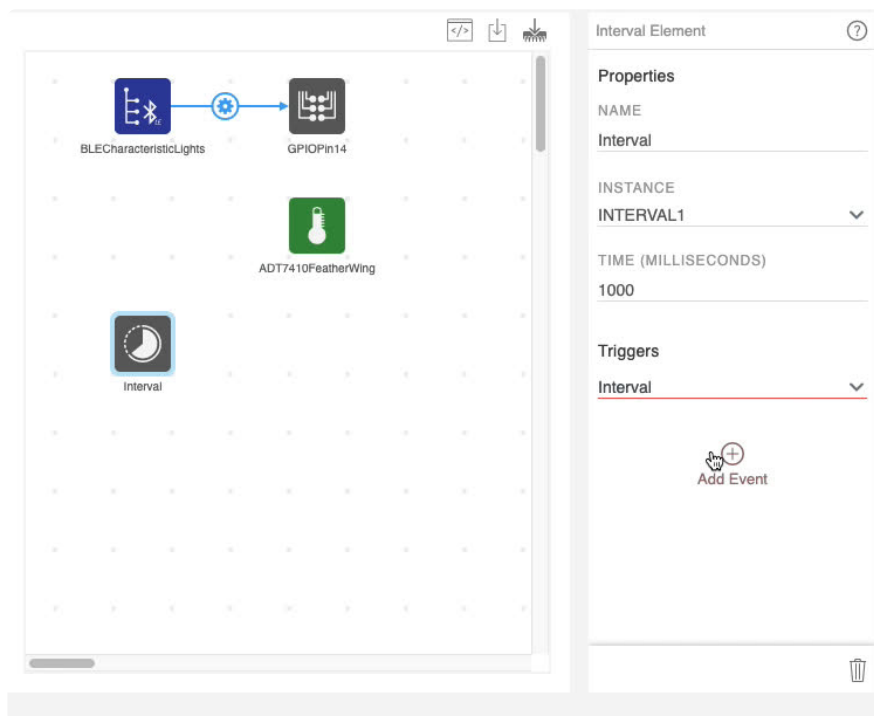 </>
Interval Element
?
BLECharacteristicLights
GPIOPin14
ADT7410FeatherWing
Interval
Properties
NAME
Interval
INSTANCE
INTERVAL1
TIME (MILLISECONDS)
1000
Triggers
Interval
Add Event